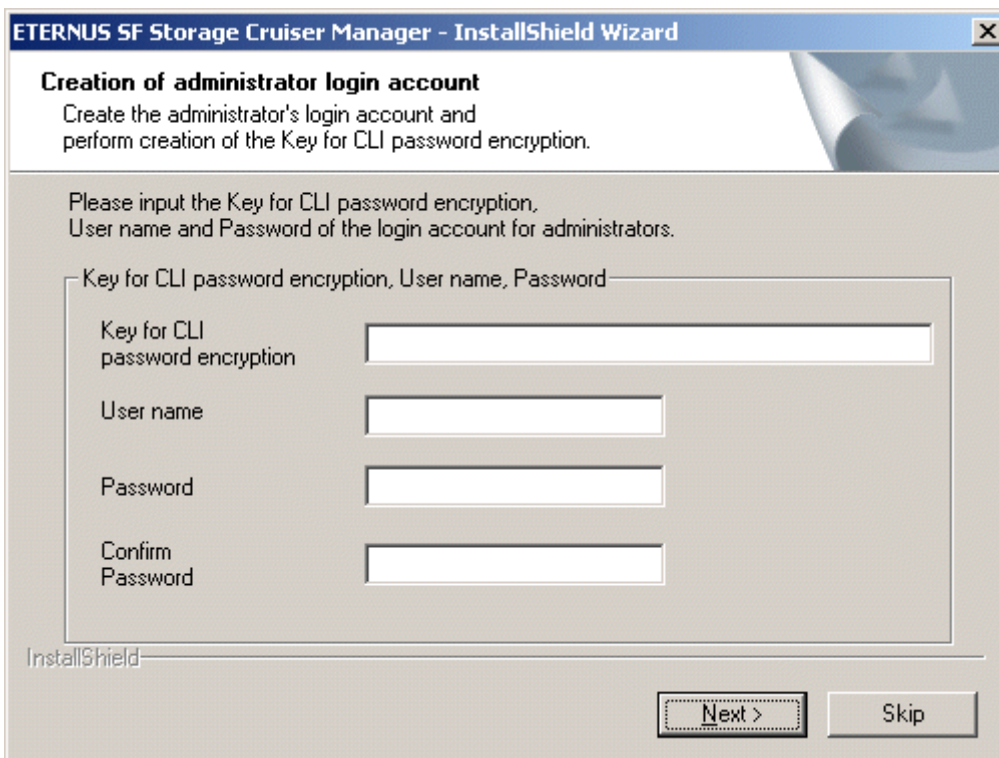 ETERNUS SF Storage Cruiser Manager - InstallShield Wizard
Creation of administrator login account
Create the administrator's login account and
perform creation of the Key for CLI password encryption.
Please input the Key for CLI password encryption,
User name and Password of the login account for administrators.
Key for CLI password encryption, User name, Password
Key for CLI
password encryption
User name
Password
Confirm
Password
InstallShield
Next >
Skip